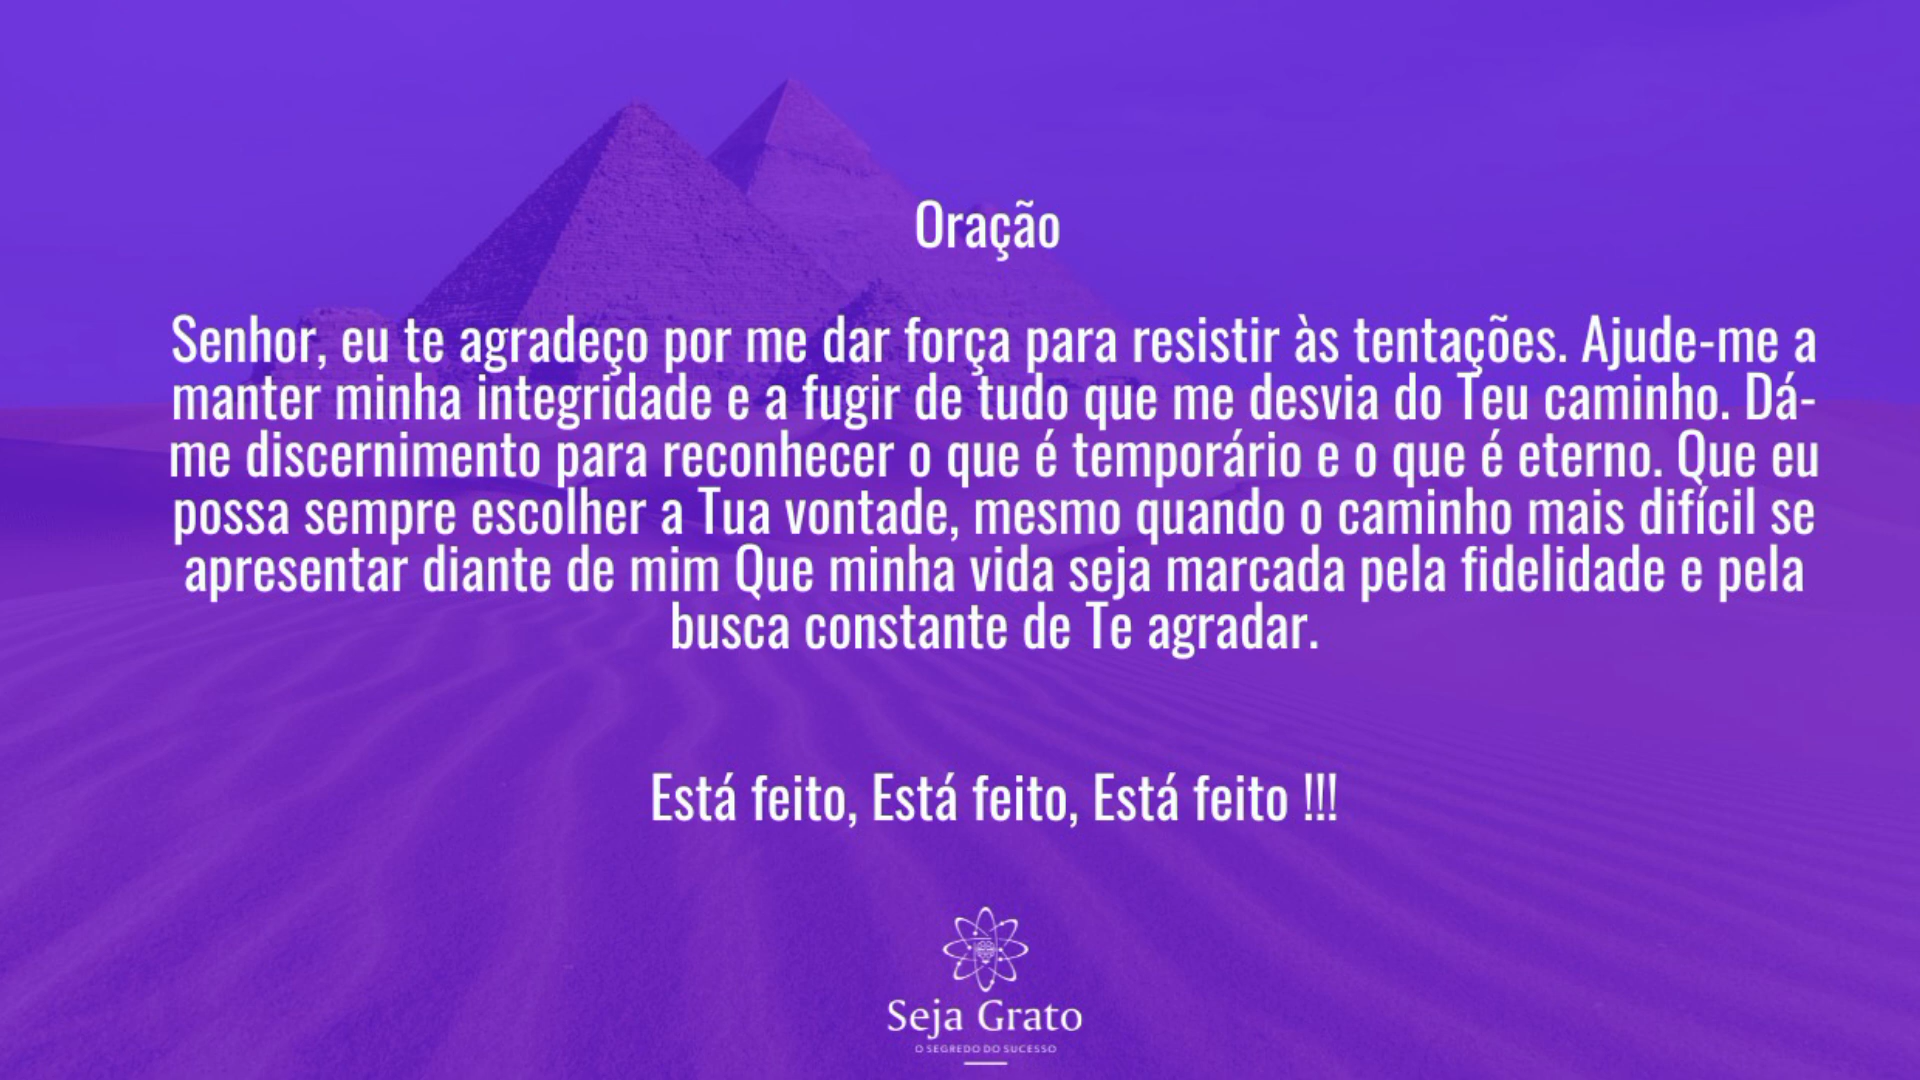 Oração
Senhor, eu te agradeço por me dar força para resistir às tentações. Ajude-me a
manter minha integridade e a fugir de tudo que me desvia do Teu caminho. Dá-
me discernimento para reconhecer o que é temporário e o que é eterno. Que eu
possa sempre escolher a Tua vontade, mesmo quando o caminho mais difícil se
apresentar diante de mim Que minha vida seja marcada pela fidelidade e pela
busca constante de Te agradar.
Está feito, Está feito, Está feito !!!
Seja Grato
O SEGREDO DO SUCESSO